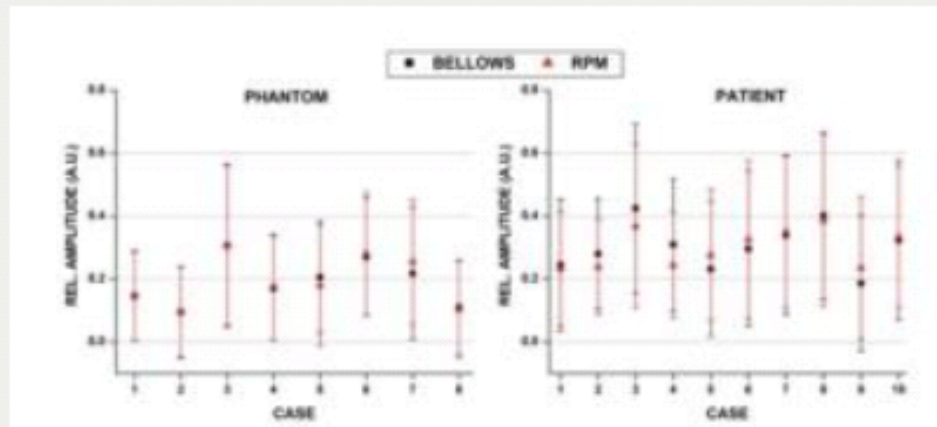 BELLOWS RPM
PHANTOM
PATIENT
REL. AMPLITUDE (A.U.)
0.8
0.6
0.4
0.2
0.0
1 2 3 4 5 6 7 8
CASE
REL. AMPLITUDE (A.U.)
0.8
0.6
0.4
0.2
0.0
1 2 3 4 5 6 7 8 9 10
CASE